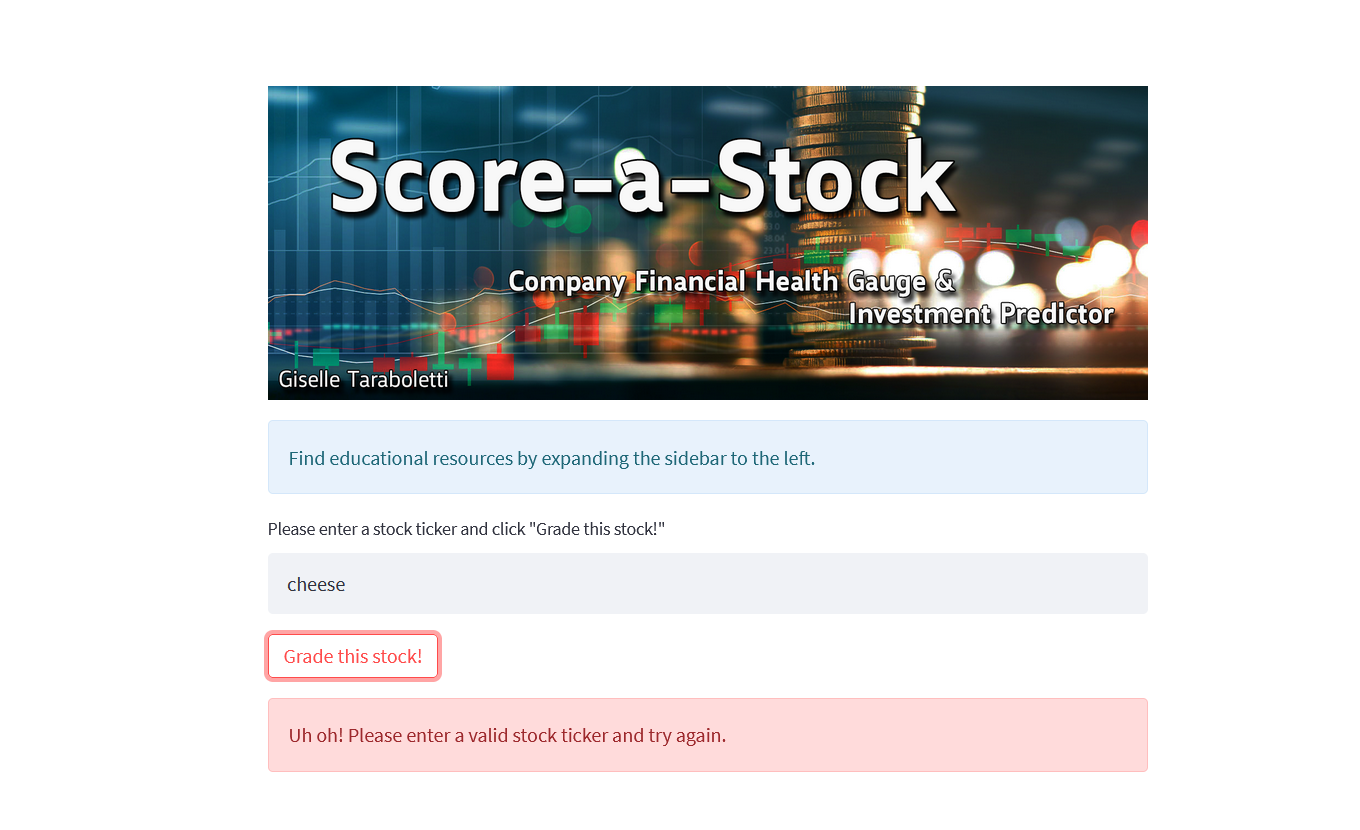 Score-a-Stock
Company Financial Health Gauge &
Investment Predictor
Giselle Taraboletti
Find educational resources by expanding the sidebar to the left.
Please enter a stock ticker and click "Grade this stock!"
cheese
Grade this stock!
Uh oh! Please enter a valid stock ticker and try again.